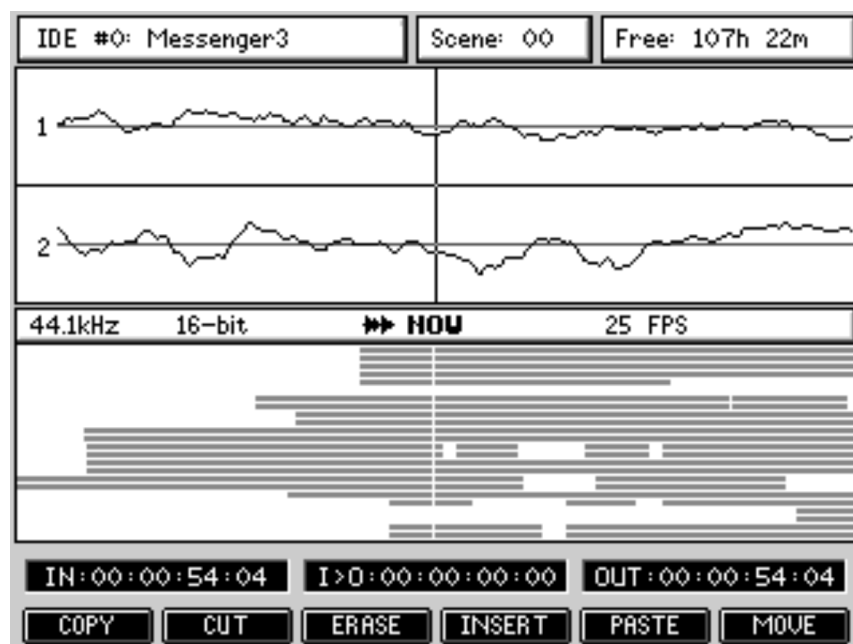 IDE #0: Messenger3 Scene: 00 Free: 107h 22m
1
2
44.1kHz 16-bit NOW 25 FPS
IN:00:00:54:04 I>O:00:00:00:00 OUT:00:00:54:04
COPY CUT ERASE INSERT PASTE MOVE